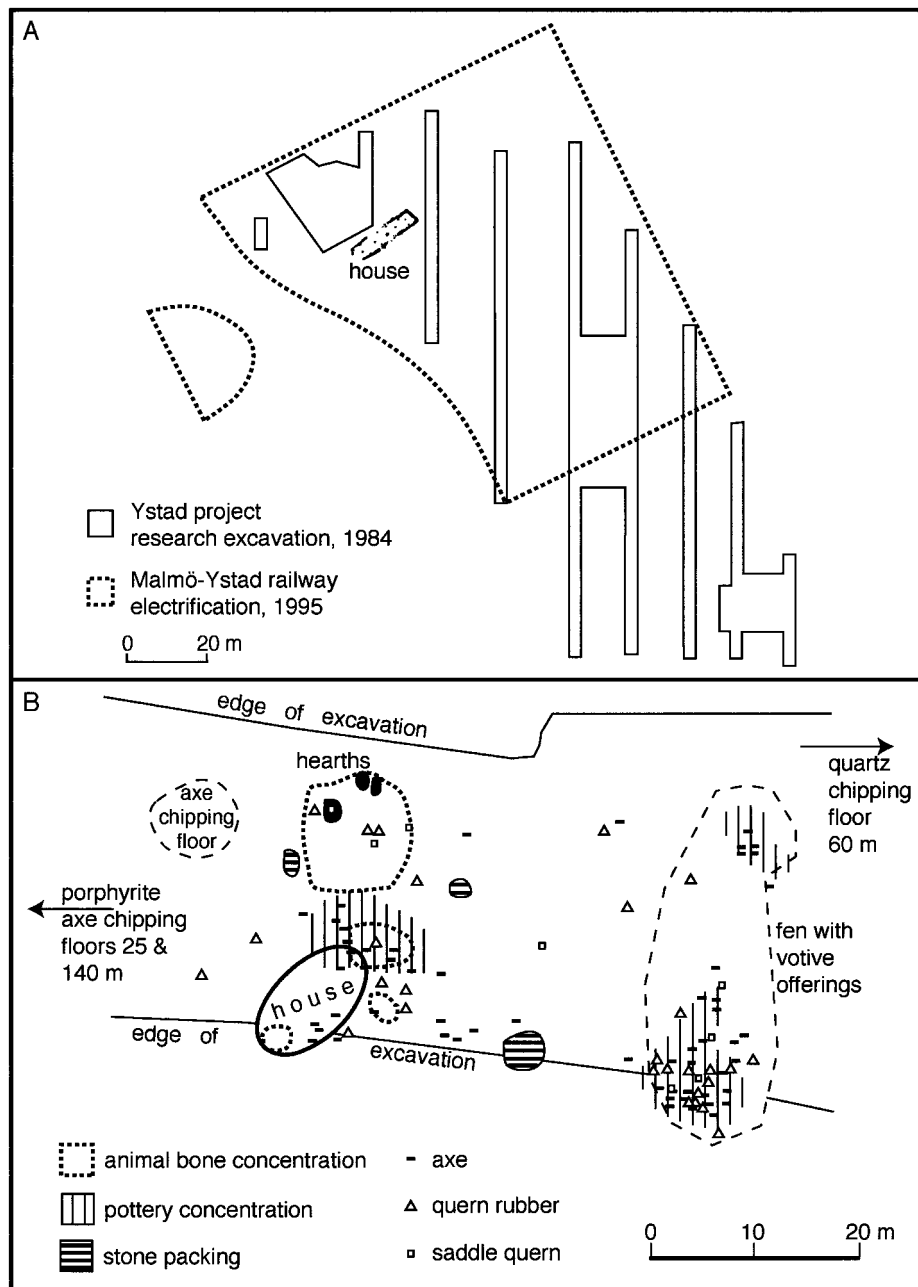 A
house
Ystad project
research excavation, 1984
Malmö-Ystad railway
electrification, 1995
0 20 m
B
edge of excavation
hearths
axe
chipping
floor
quartz
chipping
floor
60 m
porphyrite
axe chipping
floors 25 &
140 m
fen with
votive
offerings
house
edge of
excavation
animal bone concentration
pottery concentration
stone packing
axe
quern rubber
saddle quern
0 10 20 m